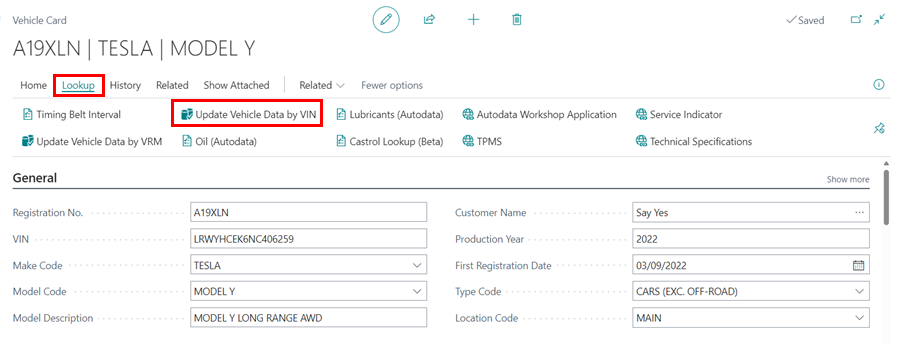 Vehicle Card
Saved
A19XLN | TESLA | MODEL Y
Home Lookup History Related Show Attached Related Fewer options
Timing Belt Interval Update Vehicle Data by VIN Lubricants (Autodata) Autodata Workshop Application Service Indicator
Update Vehicle Data by VRM Oil (Autodata) Castrol Lookup (Beta) TPMS Technical Specifications
General Show more
Registration No. A19XLN Customer Name Say Yes ...
VIN LRWYHCEK6NC406259 Production Year 2022
Make Code TESLA First Registration Date 03/09/2022
Model Code MODEL Y Type Code CARS (EXC. OFF-ROAD)
Model Description MODEL Y LONG RANGE AWD Location Code MAIN